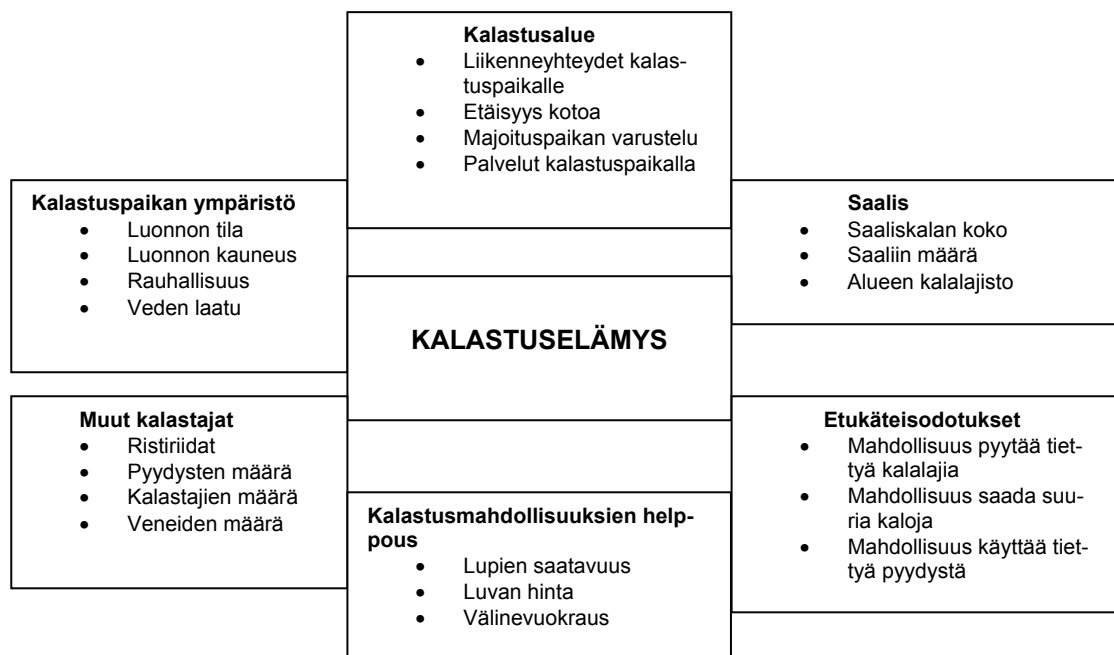 Kalastusalue
• Liikenneyhteydet kalas-
tuspaikalle
• Etäisyys kotoa
• Majoituspaikan varustelu
• Palvelut kalastuspaikalla
Kalastuspaikan ympäristö
• Luonnon tila
• Luonnon kauneus
• Rauhallisuus
• Veden laatu
Saalis
• Saaliskalan koko
• Saaliin määrä
• Alueen kalalajisto
KALASTUSELÄMYS
Muut kalastajat
• Ristiriidat
• Pyydysten määrä
• Kalastajien määrä
• Veneiden määrä
Etukäteisodotukset
• Mahdollisuus pyytää tiet-
tyä kalalajia
• Mahdollisuus saada suu-
ria kaloja
• Mahdollisuus käyttää tiet-
tyä pyydystä
Kalastusmahdollisuuksien help-
pous
• Lupien saatavuus
• Luvan hinta
• Välinevuokraus